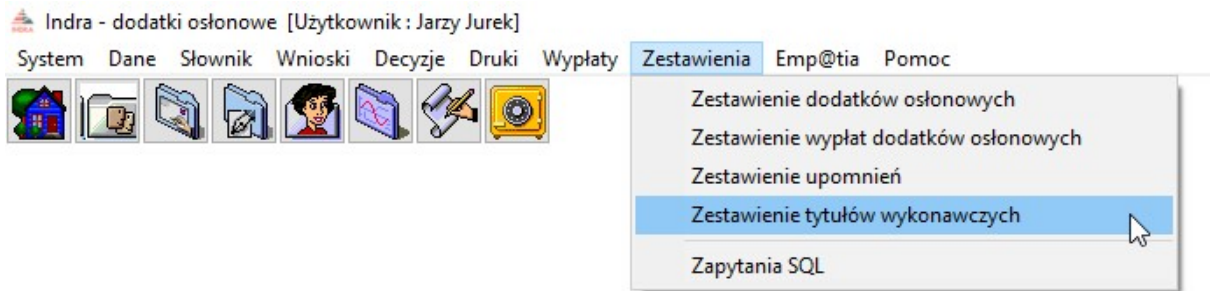 Indra - dodatki osłonowe [Użytkownik : Jarzy Jurek]
System Dane Słownik Wnioski Decyzje Druki Wypłaty Zestawienia Emp@tia Pomoc
Zestawienie dodatków osłonowych
Zestawienie wypłat dodatków osłonowych
Zestawienie upomnień
Zestawienie tytułów wykonawczych
Zapytania SQL